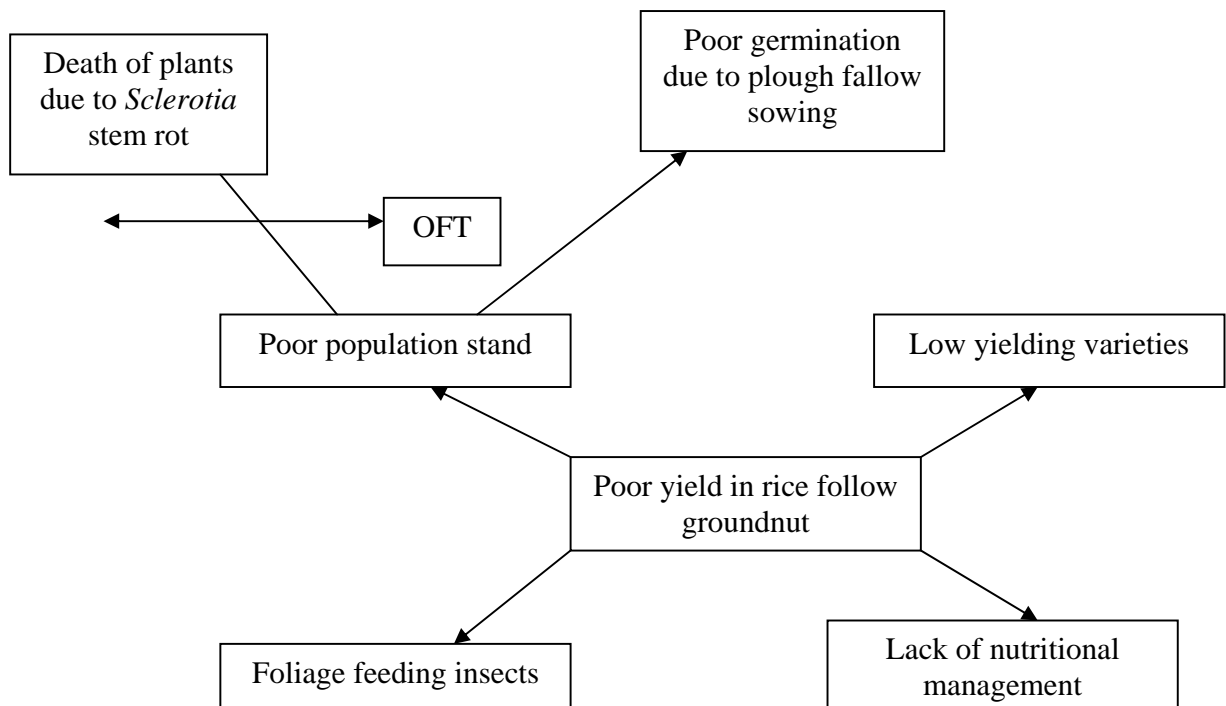 Death of plants
due to Sclerotia
stem rot
Poor germination
due to plough fallow
sowing
OFT
Poor population stand
Low yielding varieties
Poor yield in rice follow
groundnut
Foliage feeding insects
Lack of nutritional
management